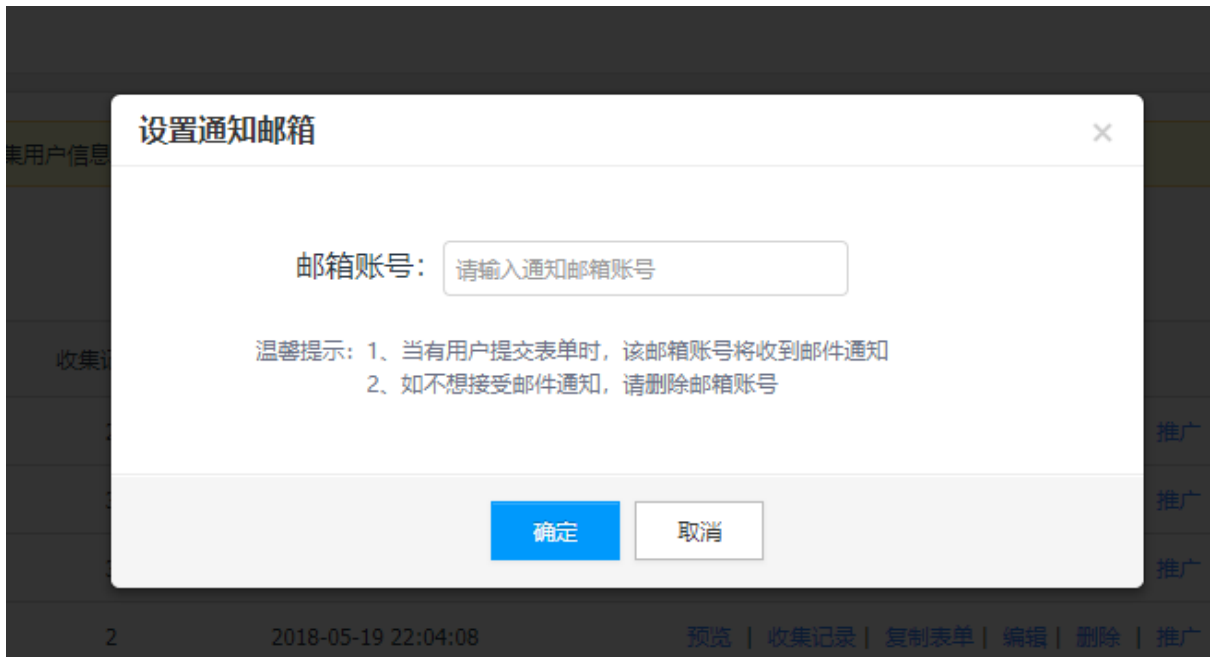 设置通知邮箱
×
集用户信息
邮箱账号：
请输入通知邮箱账号
收集记
温馨提示：1、当有用户提交表单时，该邮箱账号将收到邮件通知
2、如不想接受邮件通知，请删除邮箱账号
推广
推广
确定
取消
推广
2 2018-05-19 22:04:08 预览 | 收集记录 | 复制表单 | 编辑 | 删除 | 推广